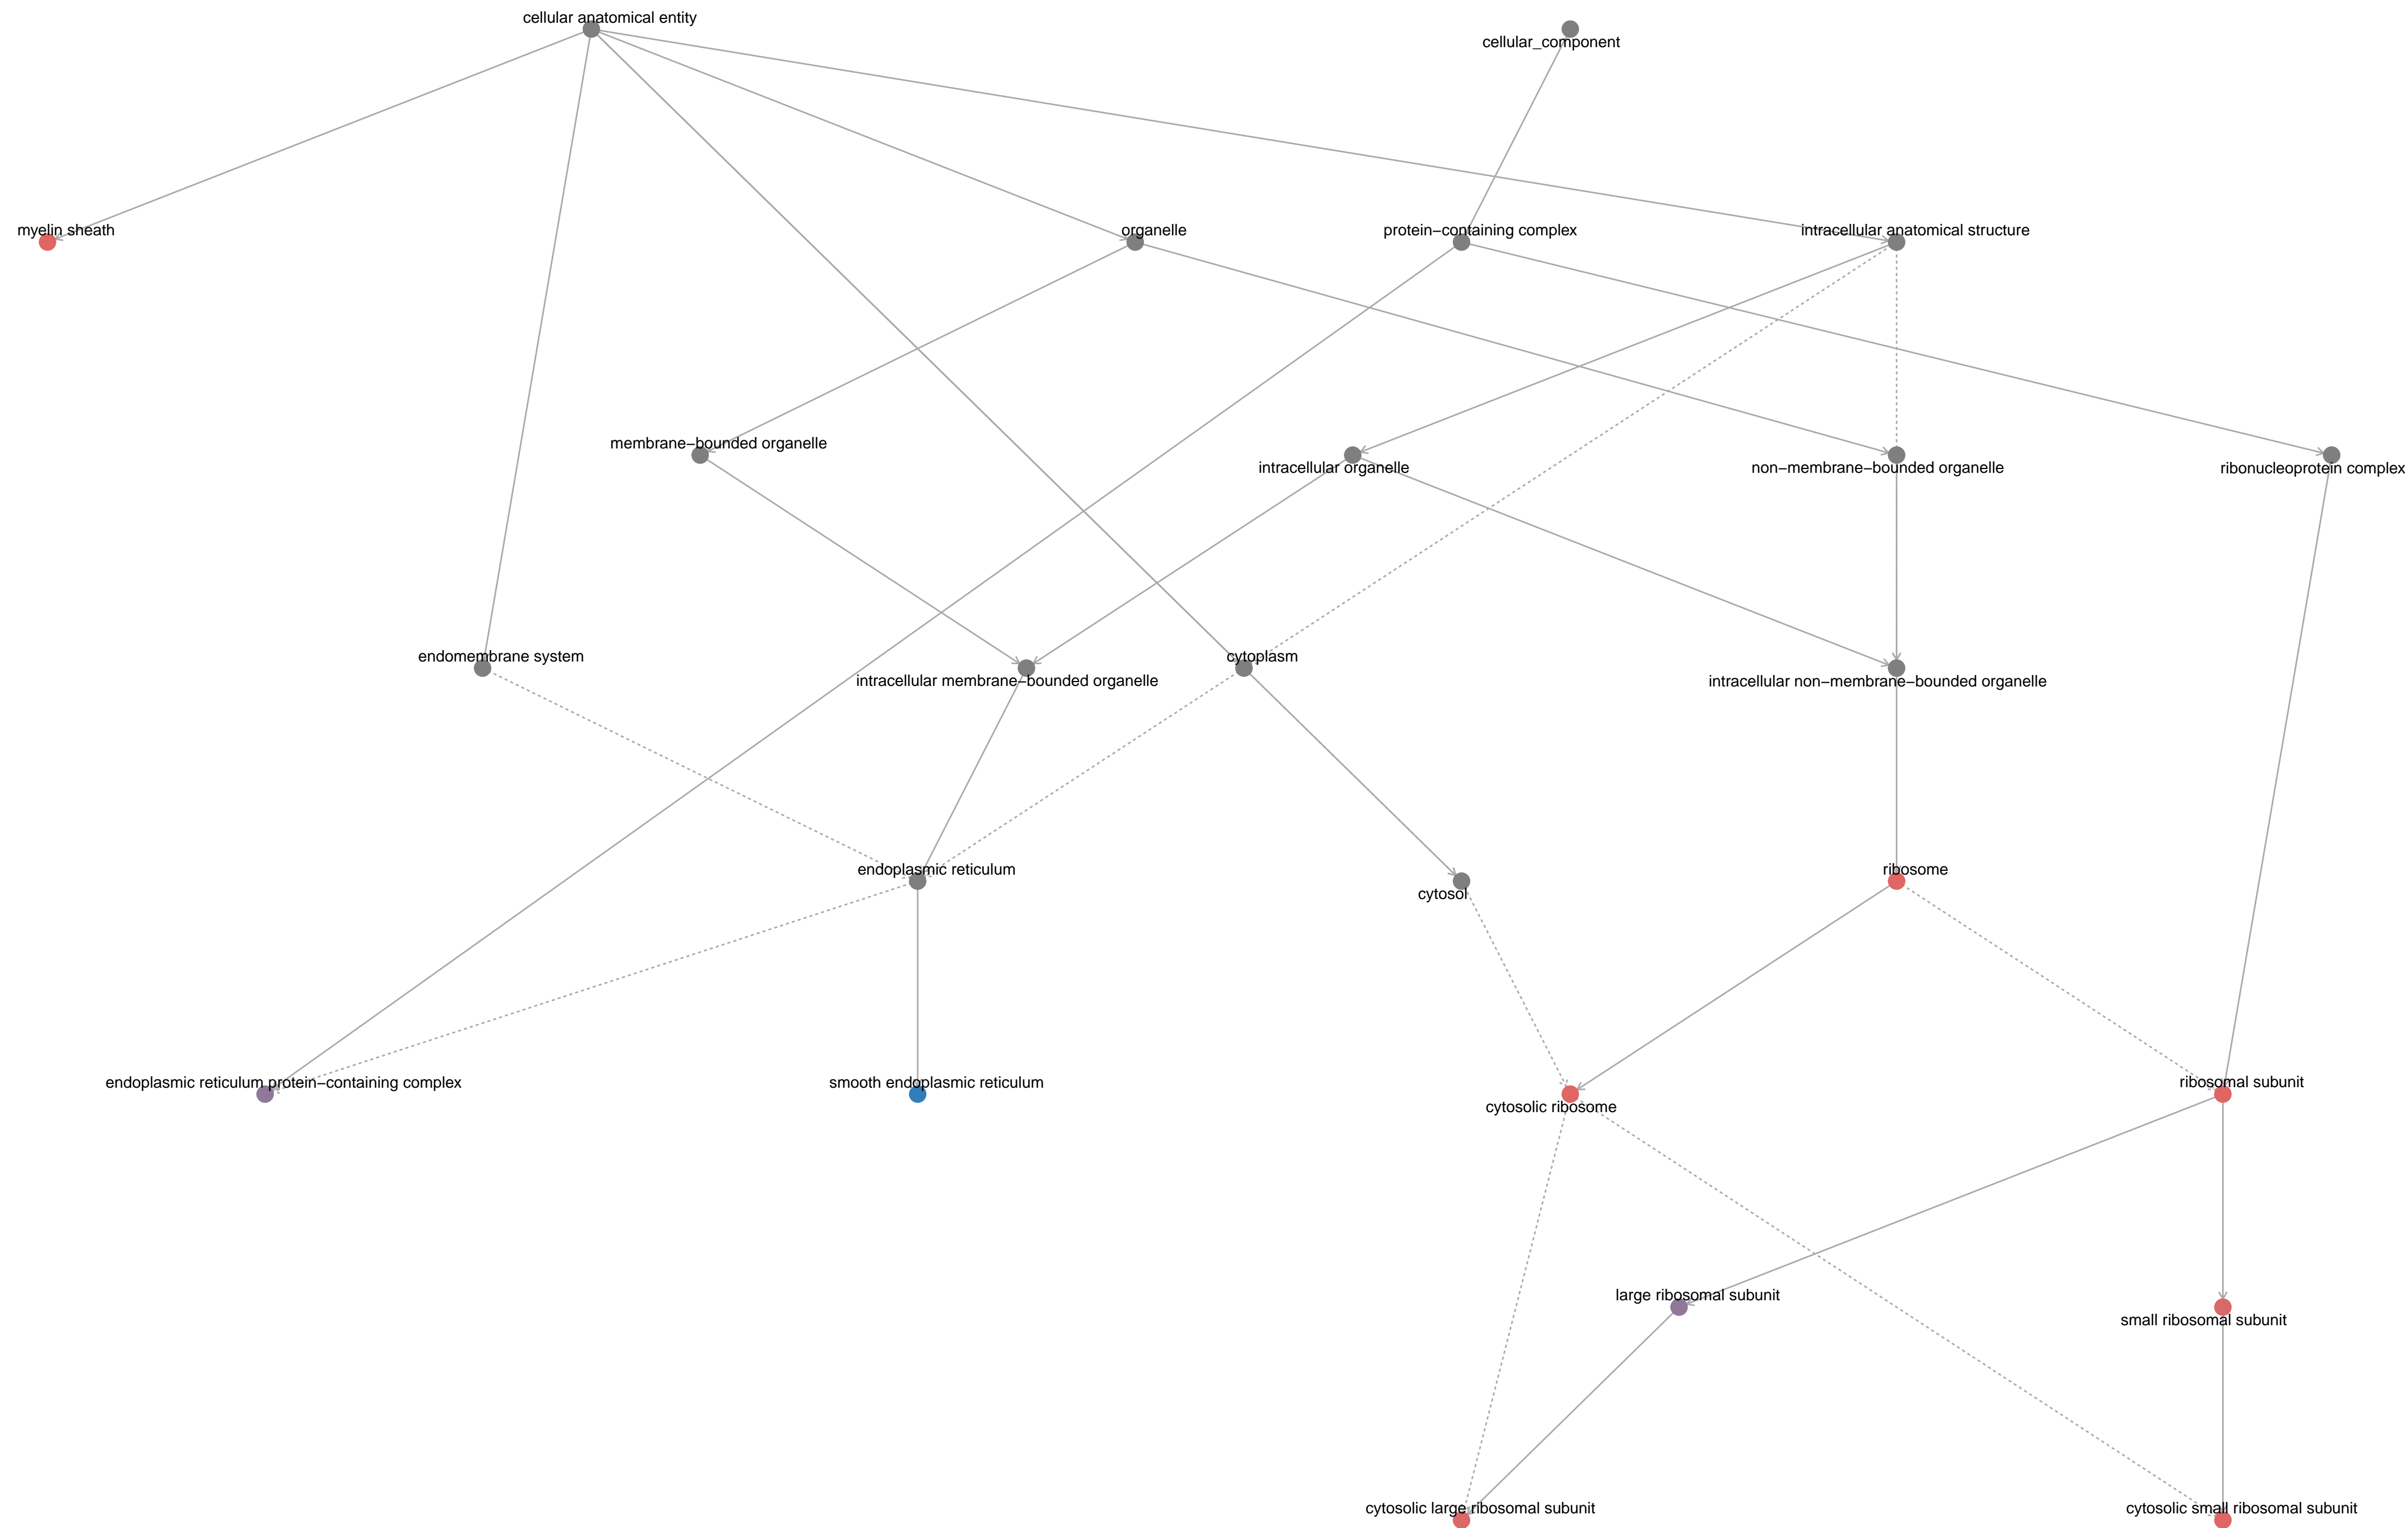 cellular anatomical entity
cellular_component
myelin sheath
organelle
protein−containing complex
intracellular anatomical structure
membrane−bounded organelle
intracellular organelle
non−membrane−bounded organelle
ribonucleoprotein complex
endomembrane system
intracellular membrane−bounded organelle
cytoplasm
intracellular non−membrane−bounded organelle
endoplasmic reticulum
cytosol
ribosome
endoplasmic reticulum protein−containing complex
smooth endoplasmic reticulum
cytosolic ribosome
ribosomal subunit
large ribosomal subunit
small ribosomal subunit
cytosolic large ribosomal subunit
cytosolic small ribosomal subunit